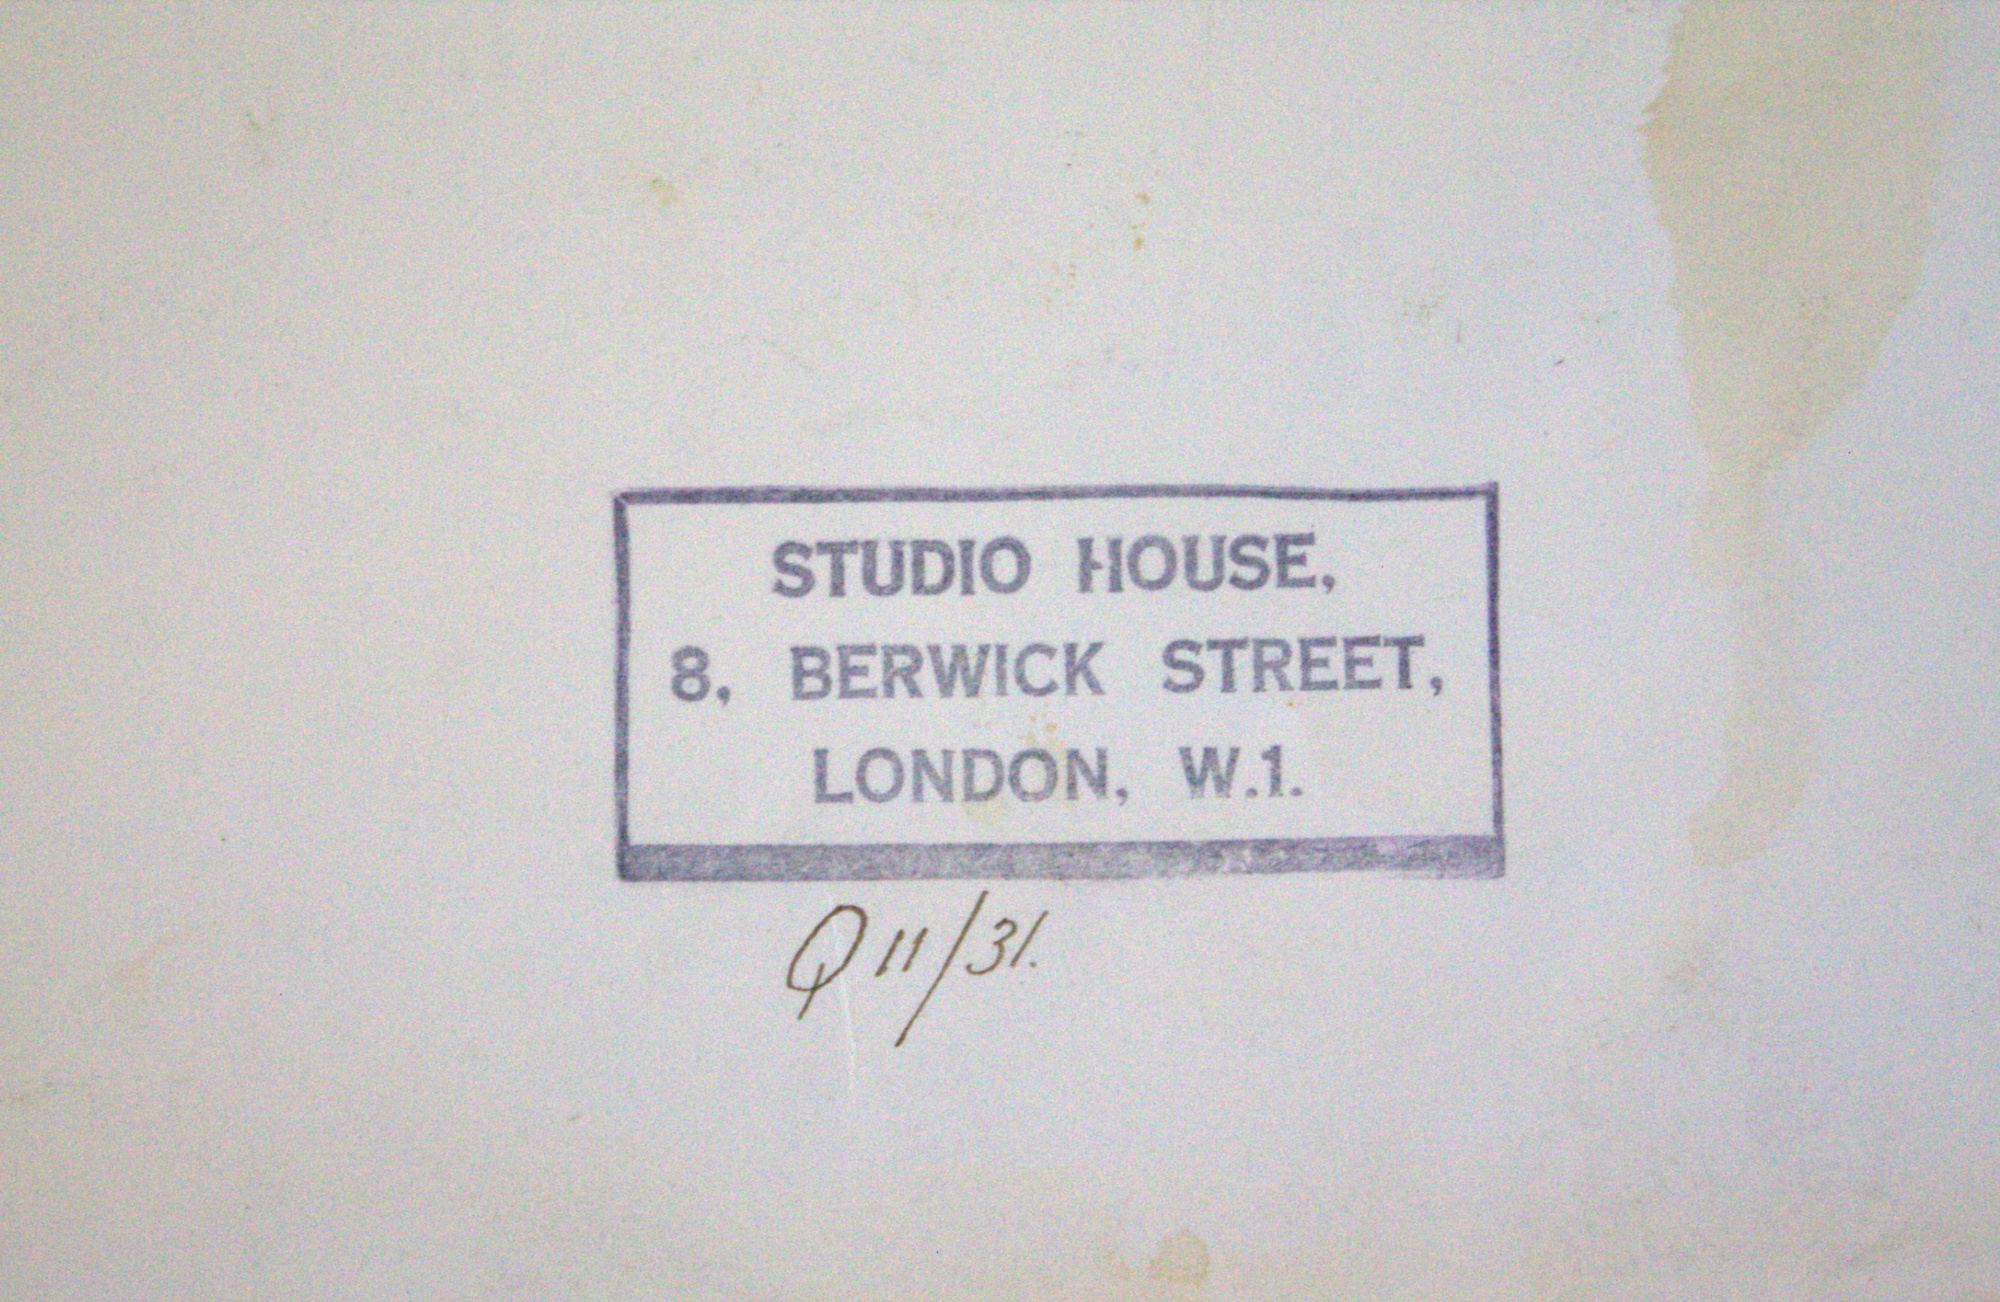 STUDIO HOUSE,
8, BERWICK STREET,
LONDON, W.1.
Q 11/31.